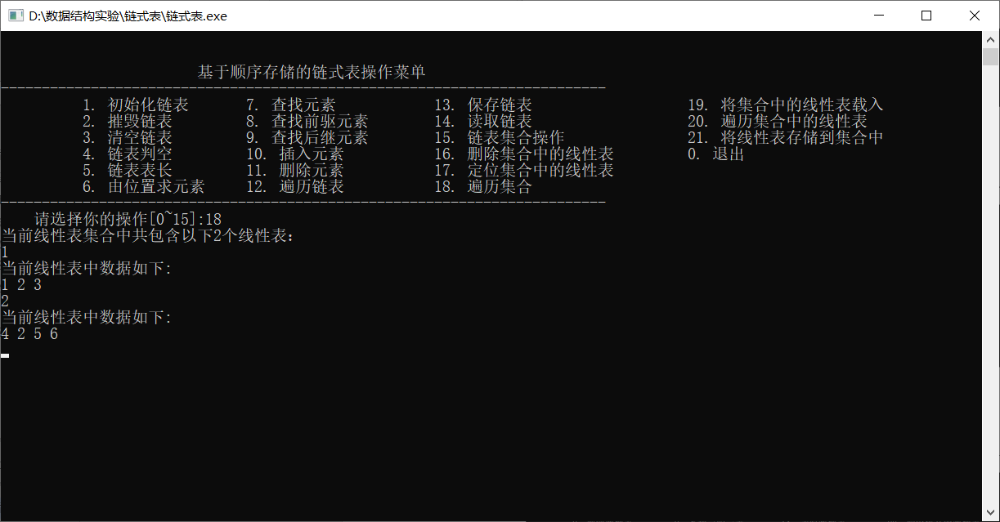 D:\数据结构实验\链式表\链式表.exe
基于顺序存储的链式表操作菜单
--------------------------------------------------------------------------
1. 初始化链表 7. 查找元素 13. 保存链表 19. 将集合中的线性表载入
2. 摧毁链表 8. 查找前驱元素 14. 读取链表 20. 遍历集合中的线性表
3. 清空链表 9. 查找后继元素 15. 链表集合操作 21. 将线性表存储到集合中
4. 链表判空 10. 插入元素 16. 删除集合中的线性表 0. 退出
5. 链表表长 11. 删除元素 17. 定位集合中的线性表
6. 由位置求元素 12. 遍历链表 18. 遍历集合
--------------------------------------------------------------------------
请选择你的操作[0~15]:18
当前线性表集合中共包含以下2个线性表：
1
当前线性表中数据如下:
1 2 3
2
当前线性表中数据如下:
4 2 5 6